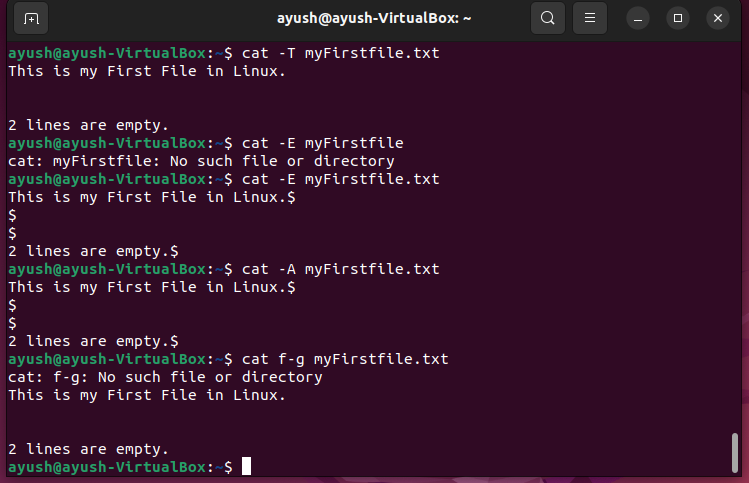 ayush@ayush-VirtualBox: ~
ayush@ayush-VirtualBox:~$ cat -T myFirstfile.txt
This is my First File in Linux.
2 lines are empty.
ayush@ayush-VirtualBox:~$ cat -E myFirstfile
cat: myFirstfile: No such file or directory
ayush@ayush-VirtualBox:~$ cat -E myFirstfile.txt
This is my First File in Linux.$
$
$
2 lines are empty.$
ayush@ayush-VirtualBox:~$ cat -A myFirstfile.txt
This is my First File in Linux.$
$
$
2 lines are empty.$
ayush@ayush-VirtualBox:~$ cat f-g myFirstfile.txt
cat: f-g: No such file or directory
This is my First File in Linux.
2 lines are empty.
ayush@ayush-VirtualBox:~$